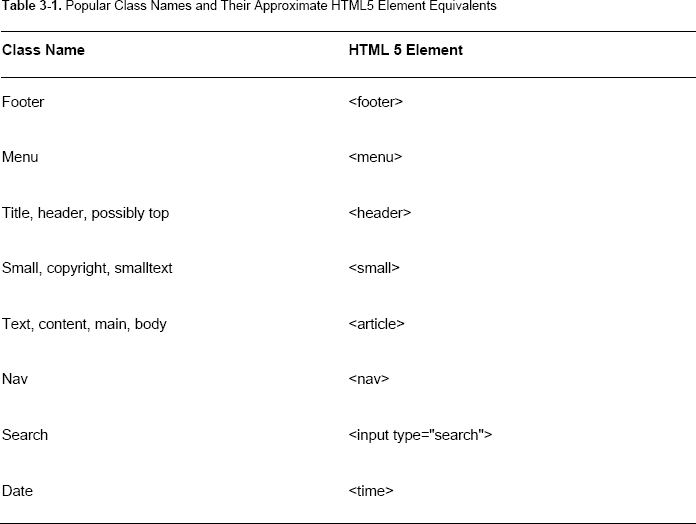 Table 3-1. Popular Class Names and Their Approximate HTML5 Element Equivalents
Class Name HTML 5 Element
Footer <footer>
Menu <menu>
Title, header, possibly top <header>
Small, copyright, smalltext <small>
Text, content, main, body <article>
Nav <nav>
Search <input type="search">
Date <time>